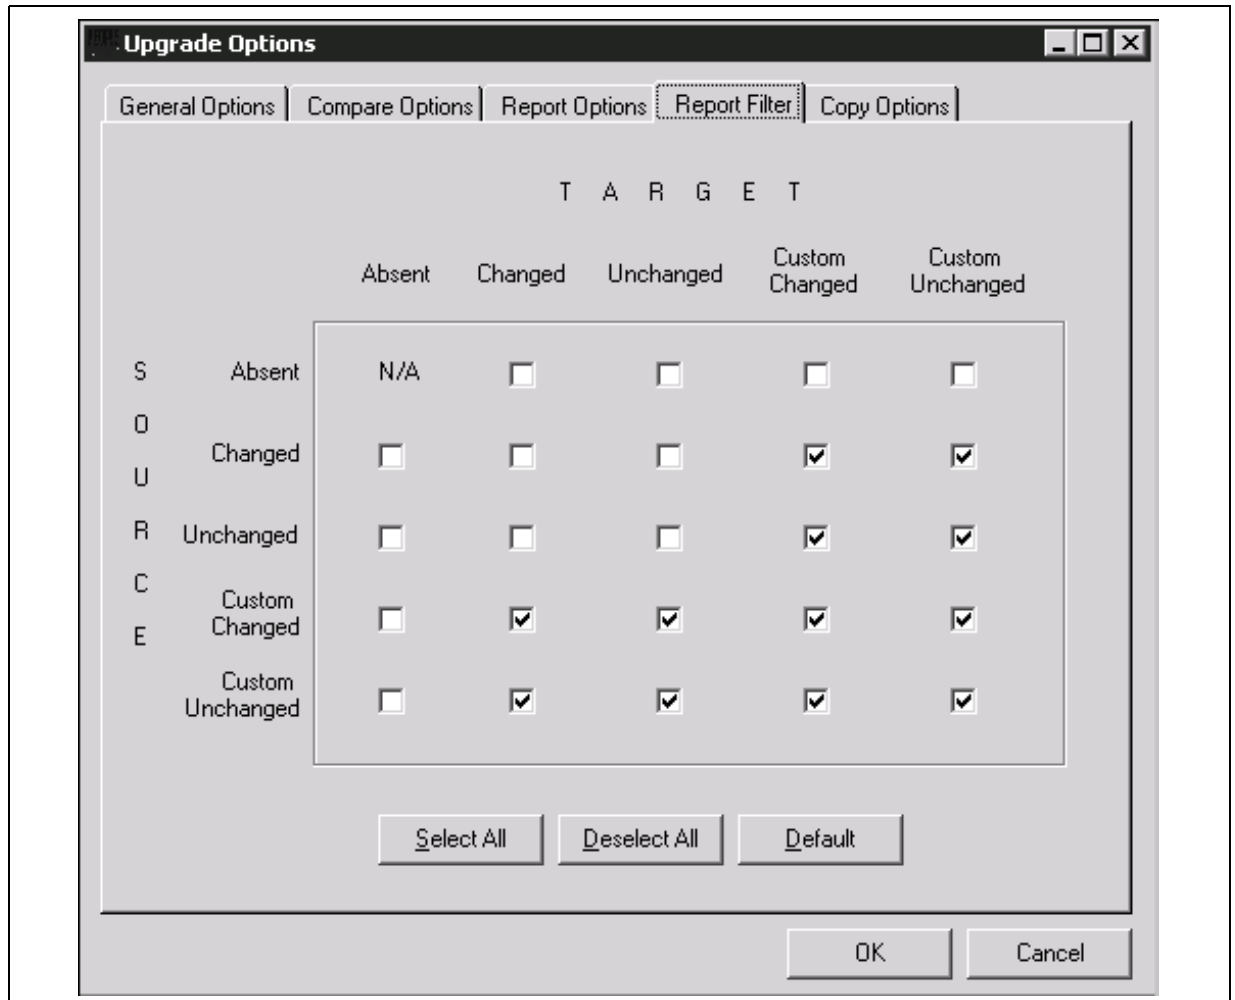 Upgrade Options
General Options Compare Options Report Options Report Filter Copy Options
T A R G E T
Absent Changed Unchanged Custom Changed Custom Unchanged
S O U R C E
Absent N/A
Changed
Unchanged
Custom
Changed
Custom
Unchanged
Select All Deselect All Default
OK Cancel